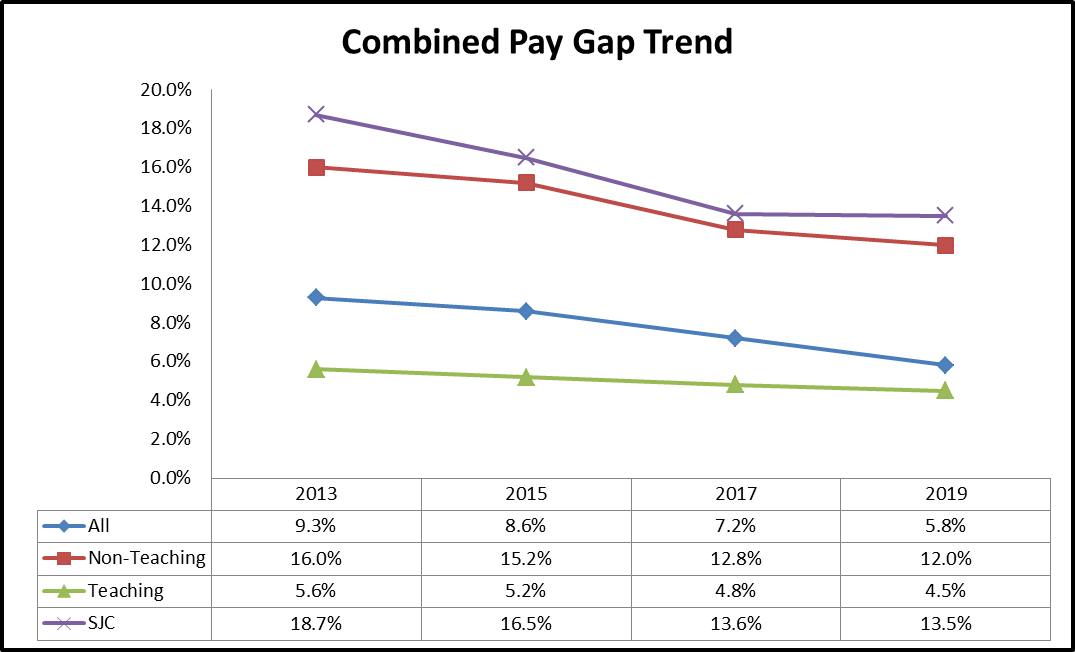 Combined Pay Gap Trend
20.0%
18.0%
16.0%
14.0%
12.0%
10.0%
8.0%
6.0%
4.0%
2.0%
0.0%
2013 2015 2017 2019
All 9.3% 8.6% 7.2% 5.8%
Non-Teaching 16.0% 15.2% 12.8% 12.0%
Teaching 5.6% 5.2% 4.8% 4.5%
SJC 18.7% 16.5% 13.6% 13.5%